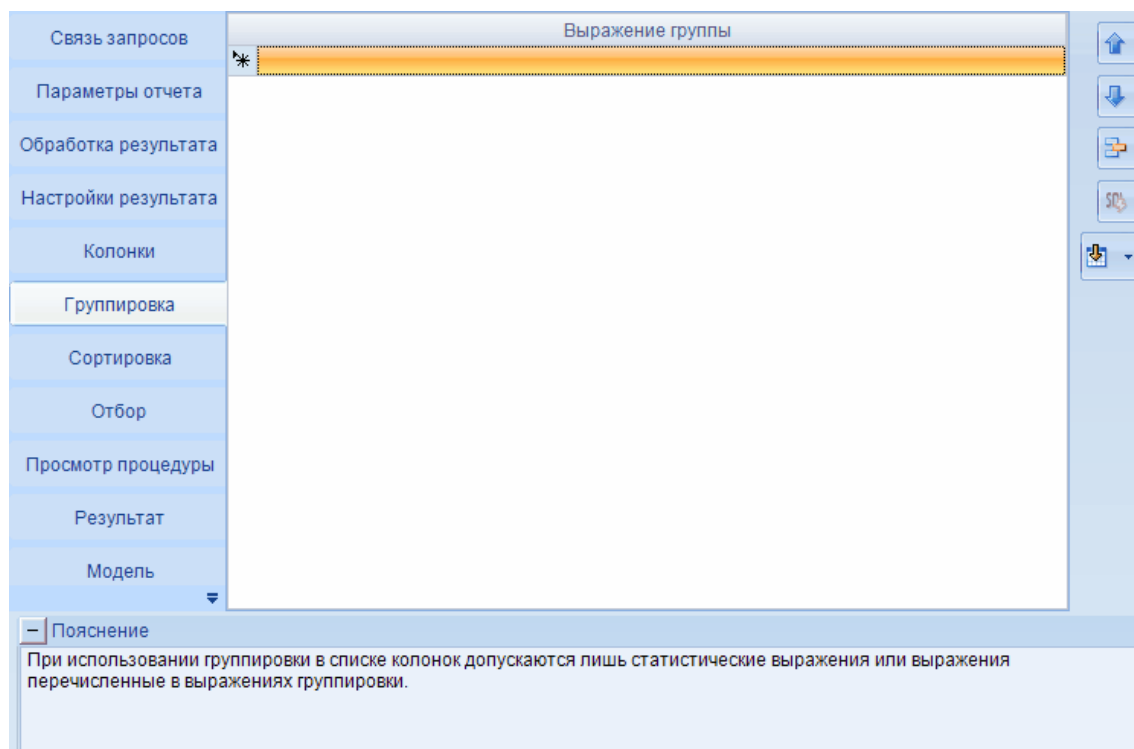 Связь запросов
Выражение группы
Параметры отчета
Обработка результата
Настройки результата
SQL
Колонки
Группировка
Сортировка
Отбор
Просмотр процедуры
Результат
Модель
Пояснение
При использовании группировки в списке колонок допускаются лишь статистические выражения или выражения
перечисленные в выражениях группировки.